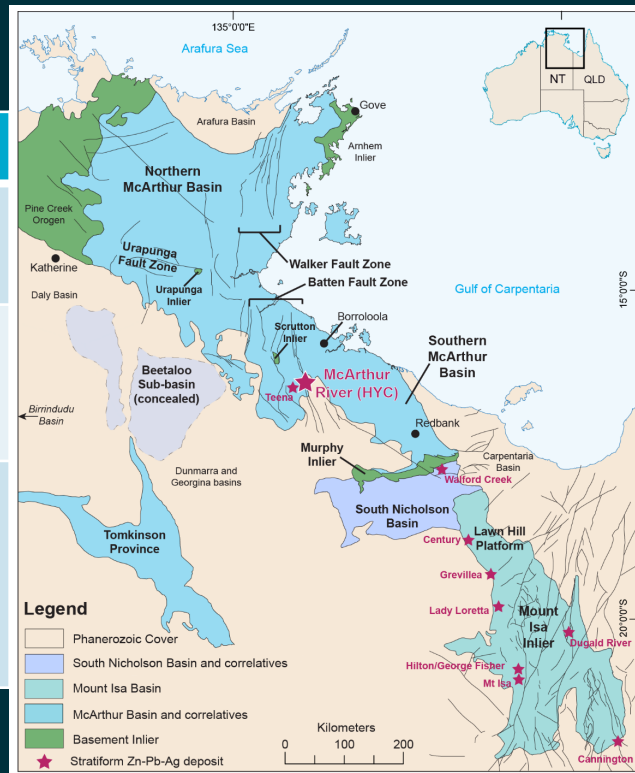 135°0'0"E
Arafura Sea
NT
QLD
Arafura Basin
Gove
Arnhem
Inlier
Northern
McArthur Basin
Pine Creek
Orogen
Urapunga
Fault Zone
Walker Fault Zone
Katherine
Urapunga
Inlier
Batten Fault Zone
15°0'0"S
Gulf of Carpentaria
Daly Basin
Scrutton
Inlier
Borroloola
Southern
McArthur
Basin
Beetaloo
Sub-basin
(concealed)
McArthur
River (HYC)
Teena
Birrindudu
Basin
Redbank
Murphy
Inlier
Carpentaria
Basin
Dunmarra and
Georgina basins
Walford Creek
South Nicholson
Basin
Tomkinson
Province
Century
Lawn Hill
Platform
Grevillea
Lady Loretta
Mount
Isa
Inlier
20°0'0"S
Dugald River
Hilton/George Fisher
Mt Isa
Cannington
Legend
Phanerozoic Cover
South Nicholson Basin and correlatives
Mount Isa Basin
McArthur Basin and correlatives
Basement Inlier
Stratiform Zn-Pb-Ag deposit
Kilometers
0 100 200